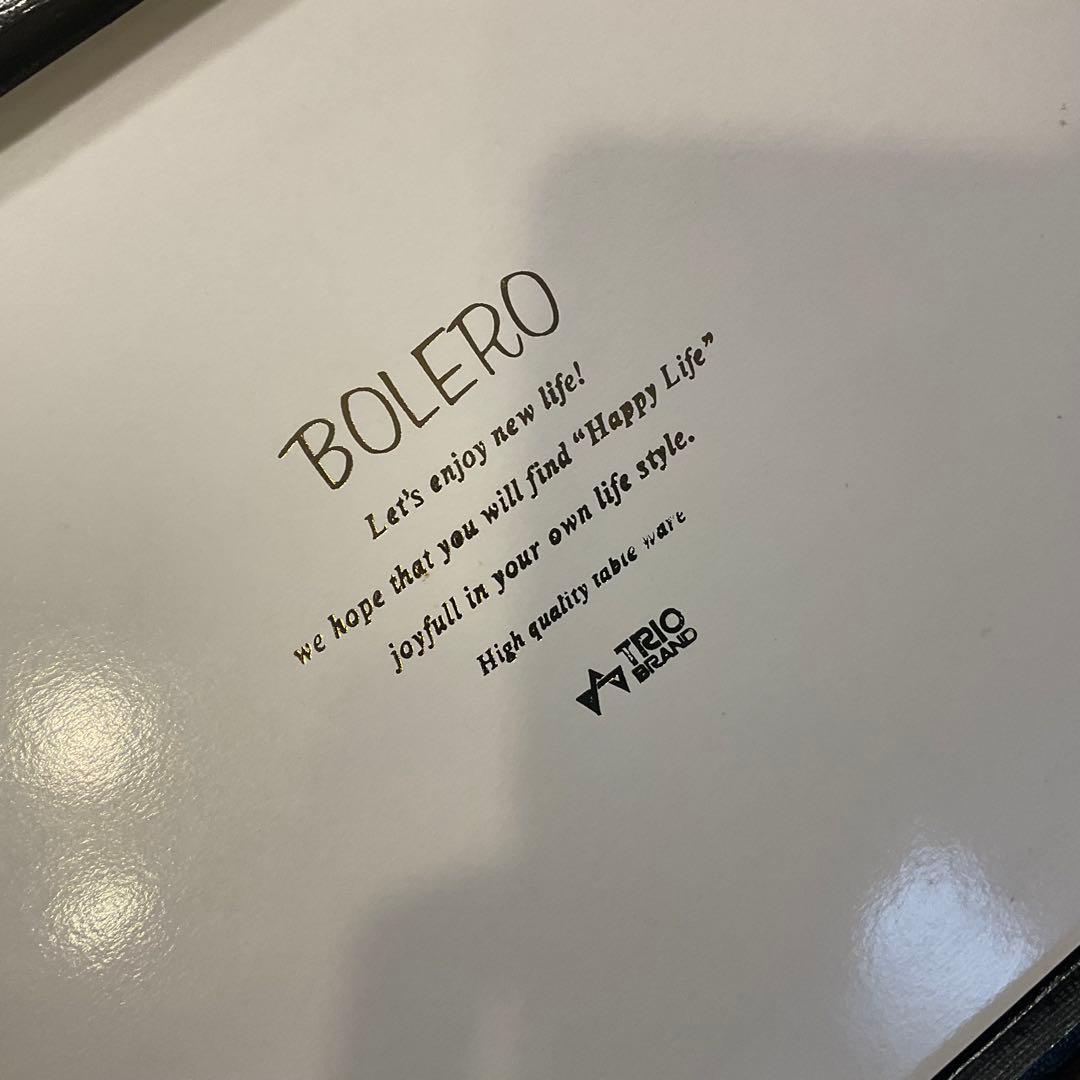 BOLERO
Let's enjoy new life!
we hope that you will find “Happy Life”
joyfull in your own life style.
High quality table ware
TRIO
BRAND